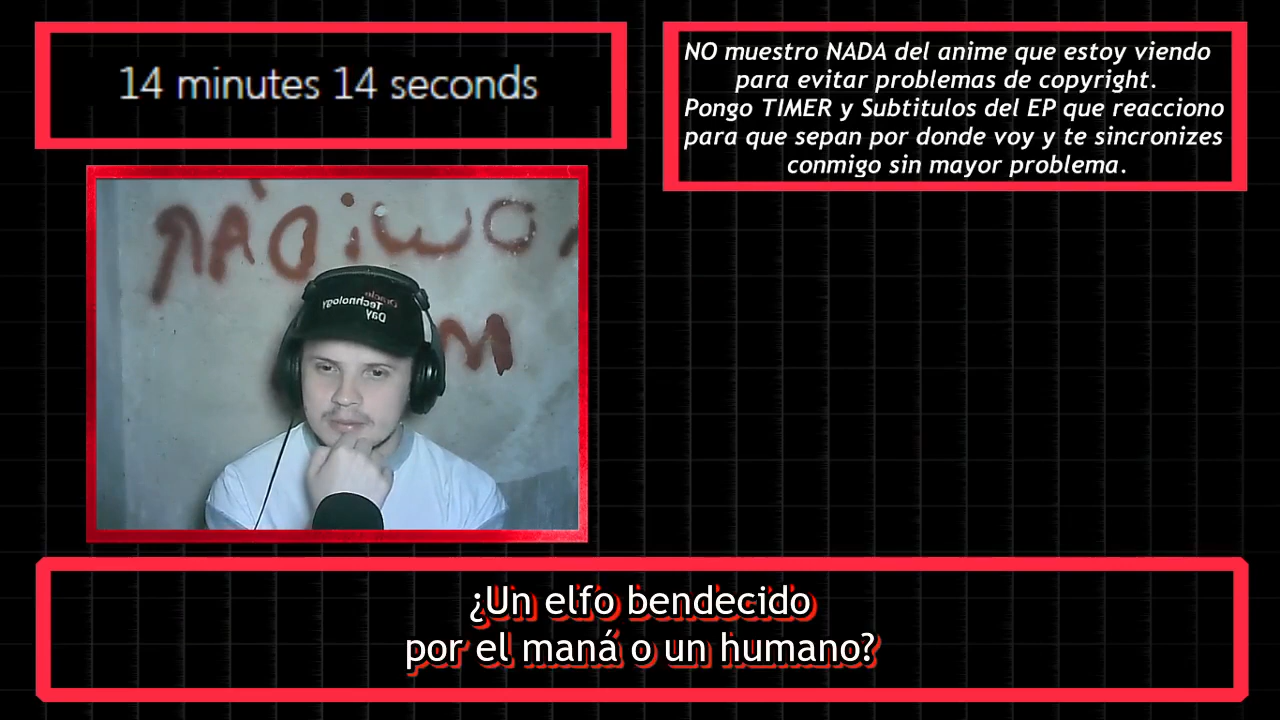 14 minutes 14 seconds
NO muestro NADA del anime que estoy viendo
para evitar problemas de copyright.
Pongo TIMER y Subtitulos del EP que reacciono
para que sepan por donde voy y te sincronizes
conmigo sin mayor problema.
Oracle
Technology
Day
¿Un elfo bendecido
por el maná o un humano?